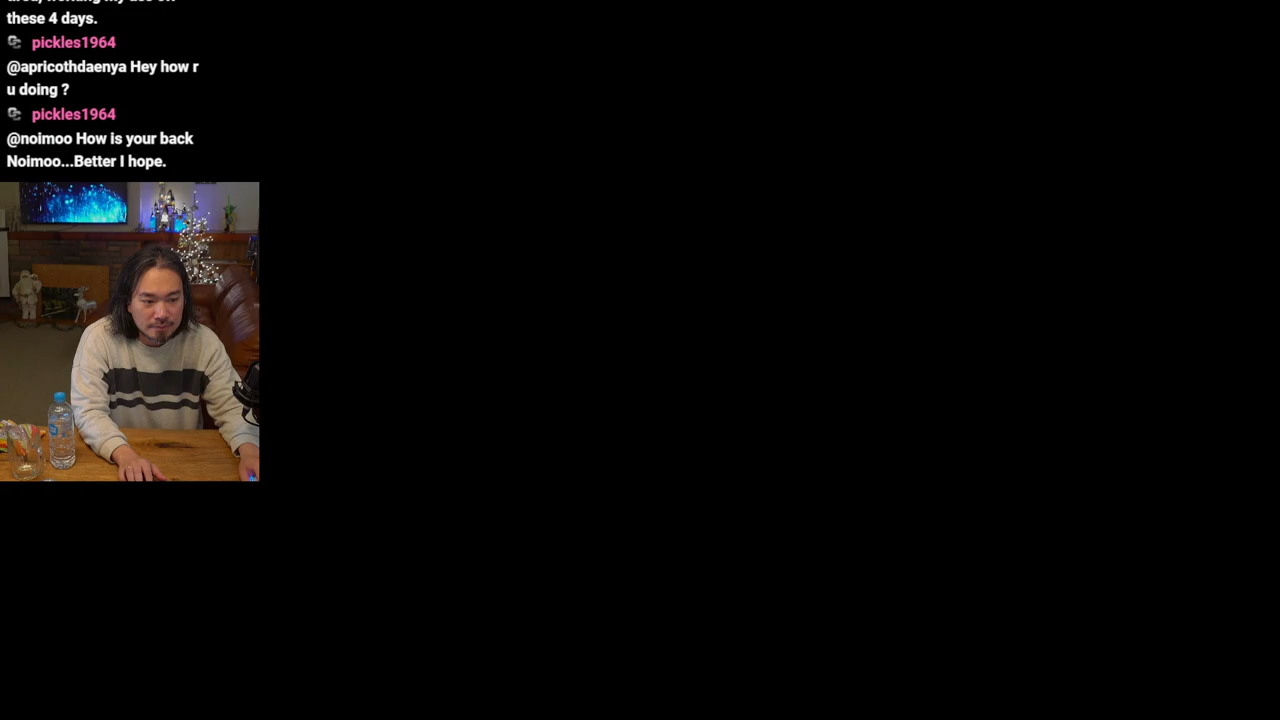 these 4 days.
pickles1964
@apricothdaenya Hey how r
u doing ?
pickles1964
@noimoo How is your back
Noimoo...Better I hope.